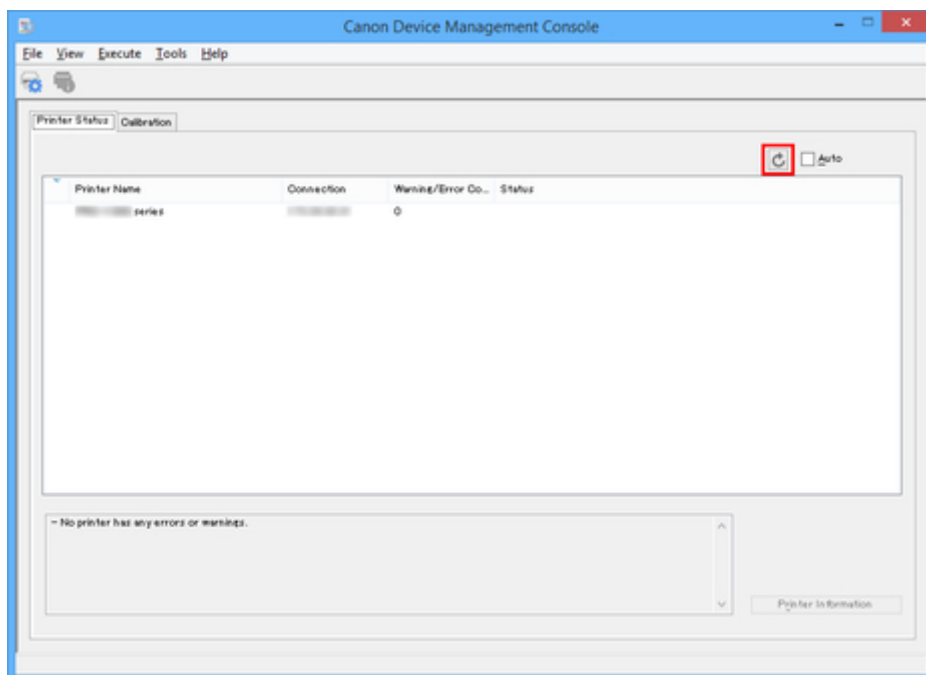 Canon Device Management Console
File View Execute Tools Help
Printer Status Calibration
Auto
Printer Name Connection Warning/Error Co... Status
series 0
- No printer has any errors or warnings.
Printer Information